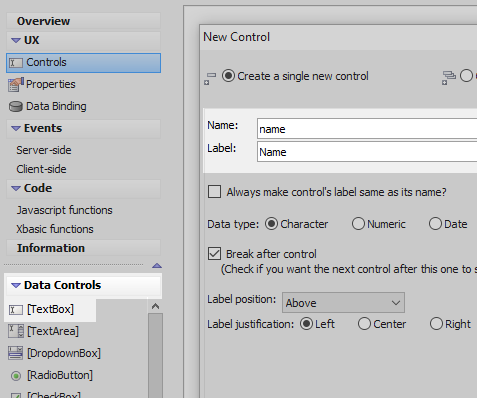 Overview
UX
Controls
Properties
Data Binding
Events
Server-side
Client-side
Code
Javascript functions
Xbasic functions
Information
Data Controls
[TextBox]
[TextArea]
[DropdownBox]
[RadioButton]
[CheckBox]
New Control
Create a single new control
Name: name
Label: Name
Always make control's label same as its name?
Data type: Character Numeric Date
Break after control
(Check if you want the next control after this one to s
Label position: Above
Label justification: Left Center Right